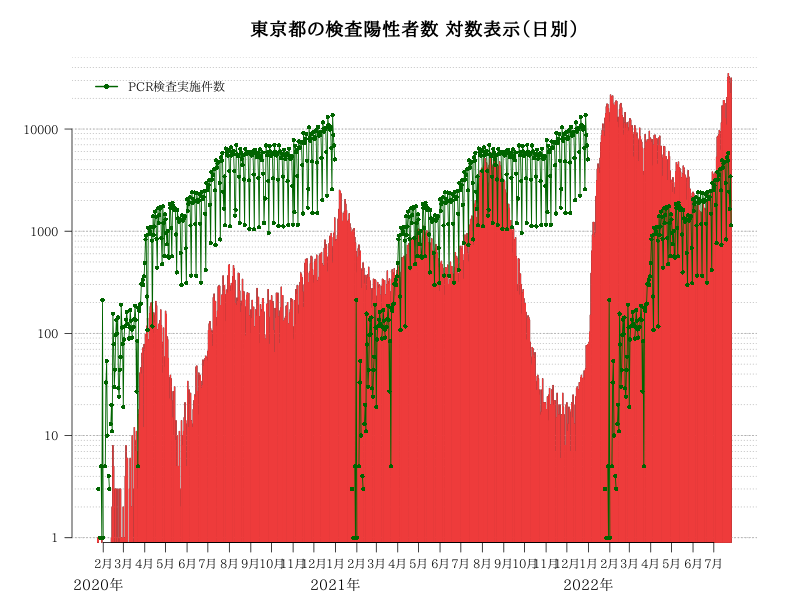 東京都の検査陽性者数 対数表示(日別)
PCR検査実施件数
10000
1000
100
10
1
2月 3月 4月 5月 6月 7月 8月 9月 10月 11月 12月 1月 2月 3月 4月 5月 6月 7月 8月 9月 10月 11月 12月 1月 2月 3月 4月 5月 6月 7月
2020年 2021年 2022年